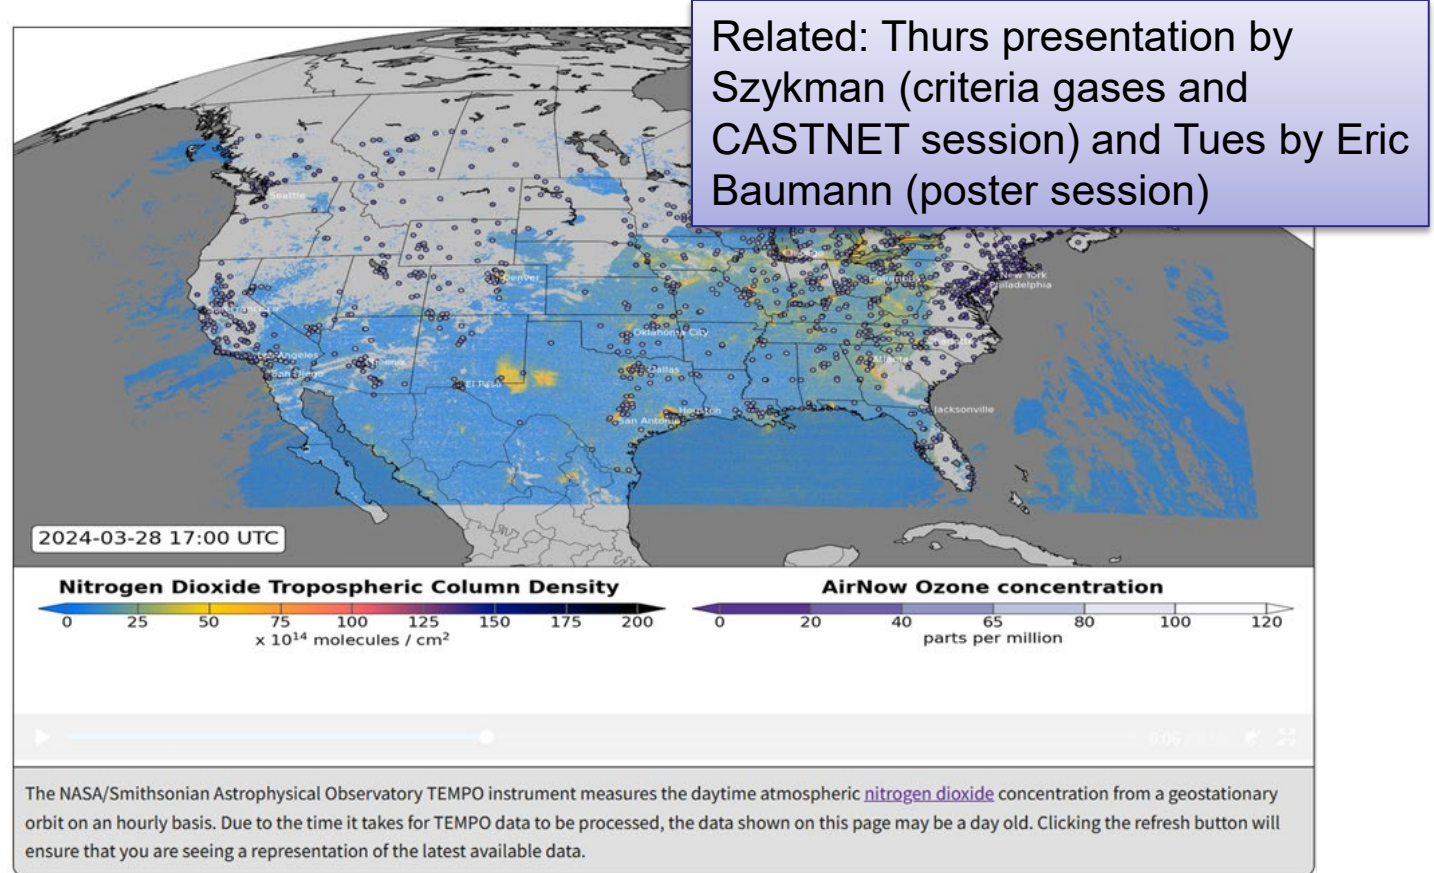 Related: Thurs presentation by
Szykman (criteria gases and
CASTNET session) and Tues by Eric
Baumann (poster session)
Seattle
Denver
New York
Philadelphia
Oklahoma City
Los Angeles
Phoenix
San Diego
Atlanta
Dallas
El Paso
Houston
San Antonio
Jacksonville
2024-03-28 17:00 UTC
Nitrogen Dioxide Tropospheric Column Density
0 25 50 75 100 125 150 175 200
x 10¹⁴ molecules / cm²
AirNow Ozone concentration
0 20 40 65 80 100 120
parts per million
0:06
The NASA/Smithsonian Astrophysical Observatory TEMPO instrument measures the daytime atmospheric nitrogen dioxide concentration from a geostationary
orbit on an hourly basis. Due to the time it takes for TEMPO data to be processed, the data shown on this page may be a day old. Clicking the refresh button will
ensure that you are seeing a representation of the latest available data.